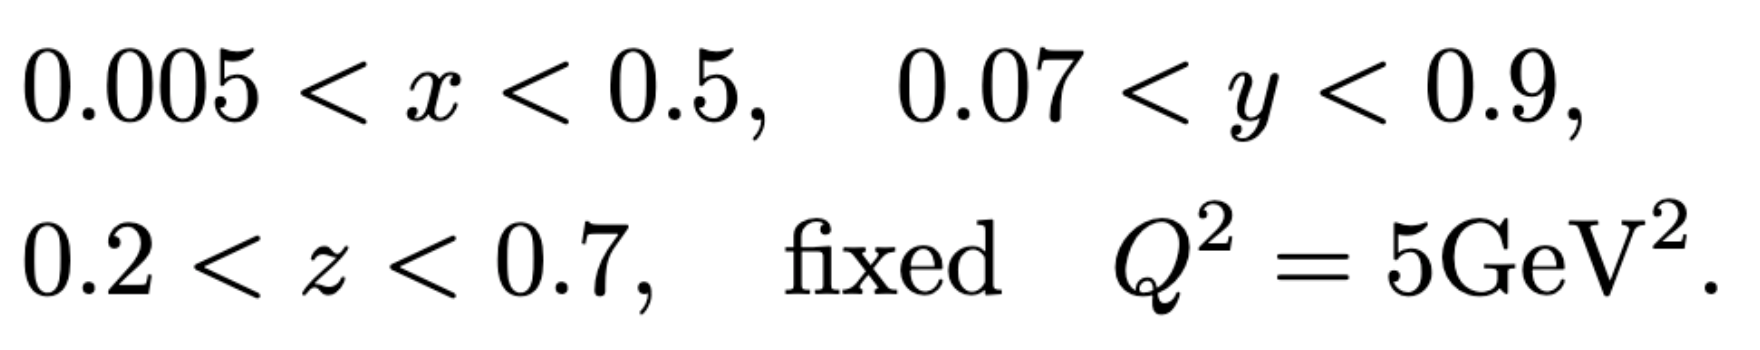 0.005 < x < 0.5, 0.07 < y < 0.9,
0.2 < z < 0.7, fixed Q² = 5GeV².